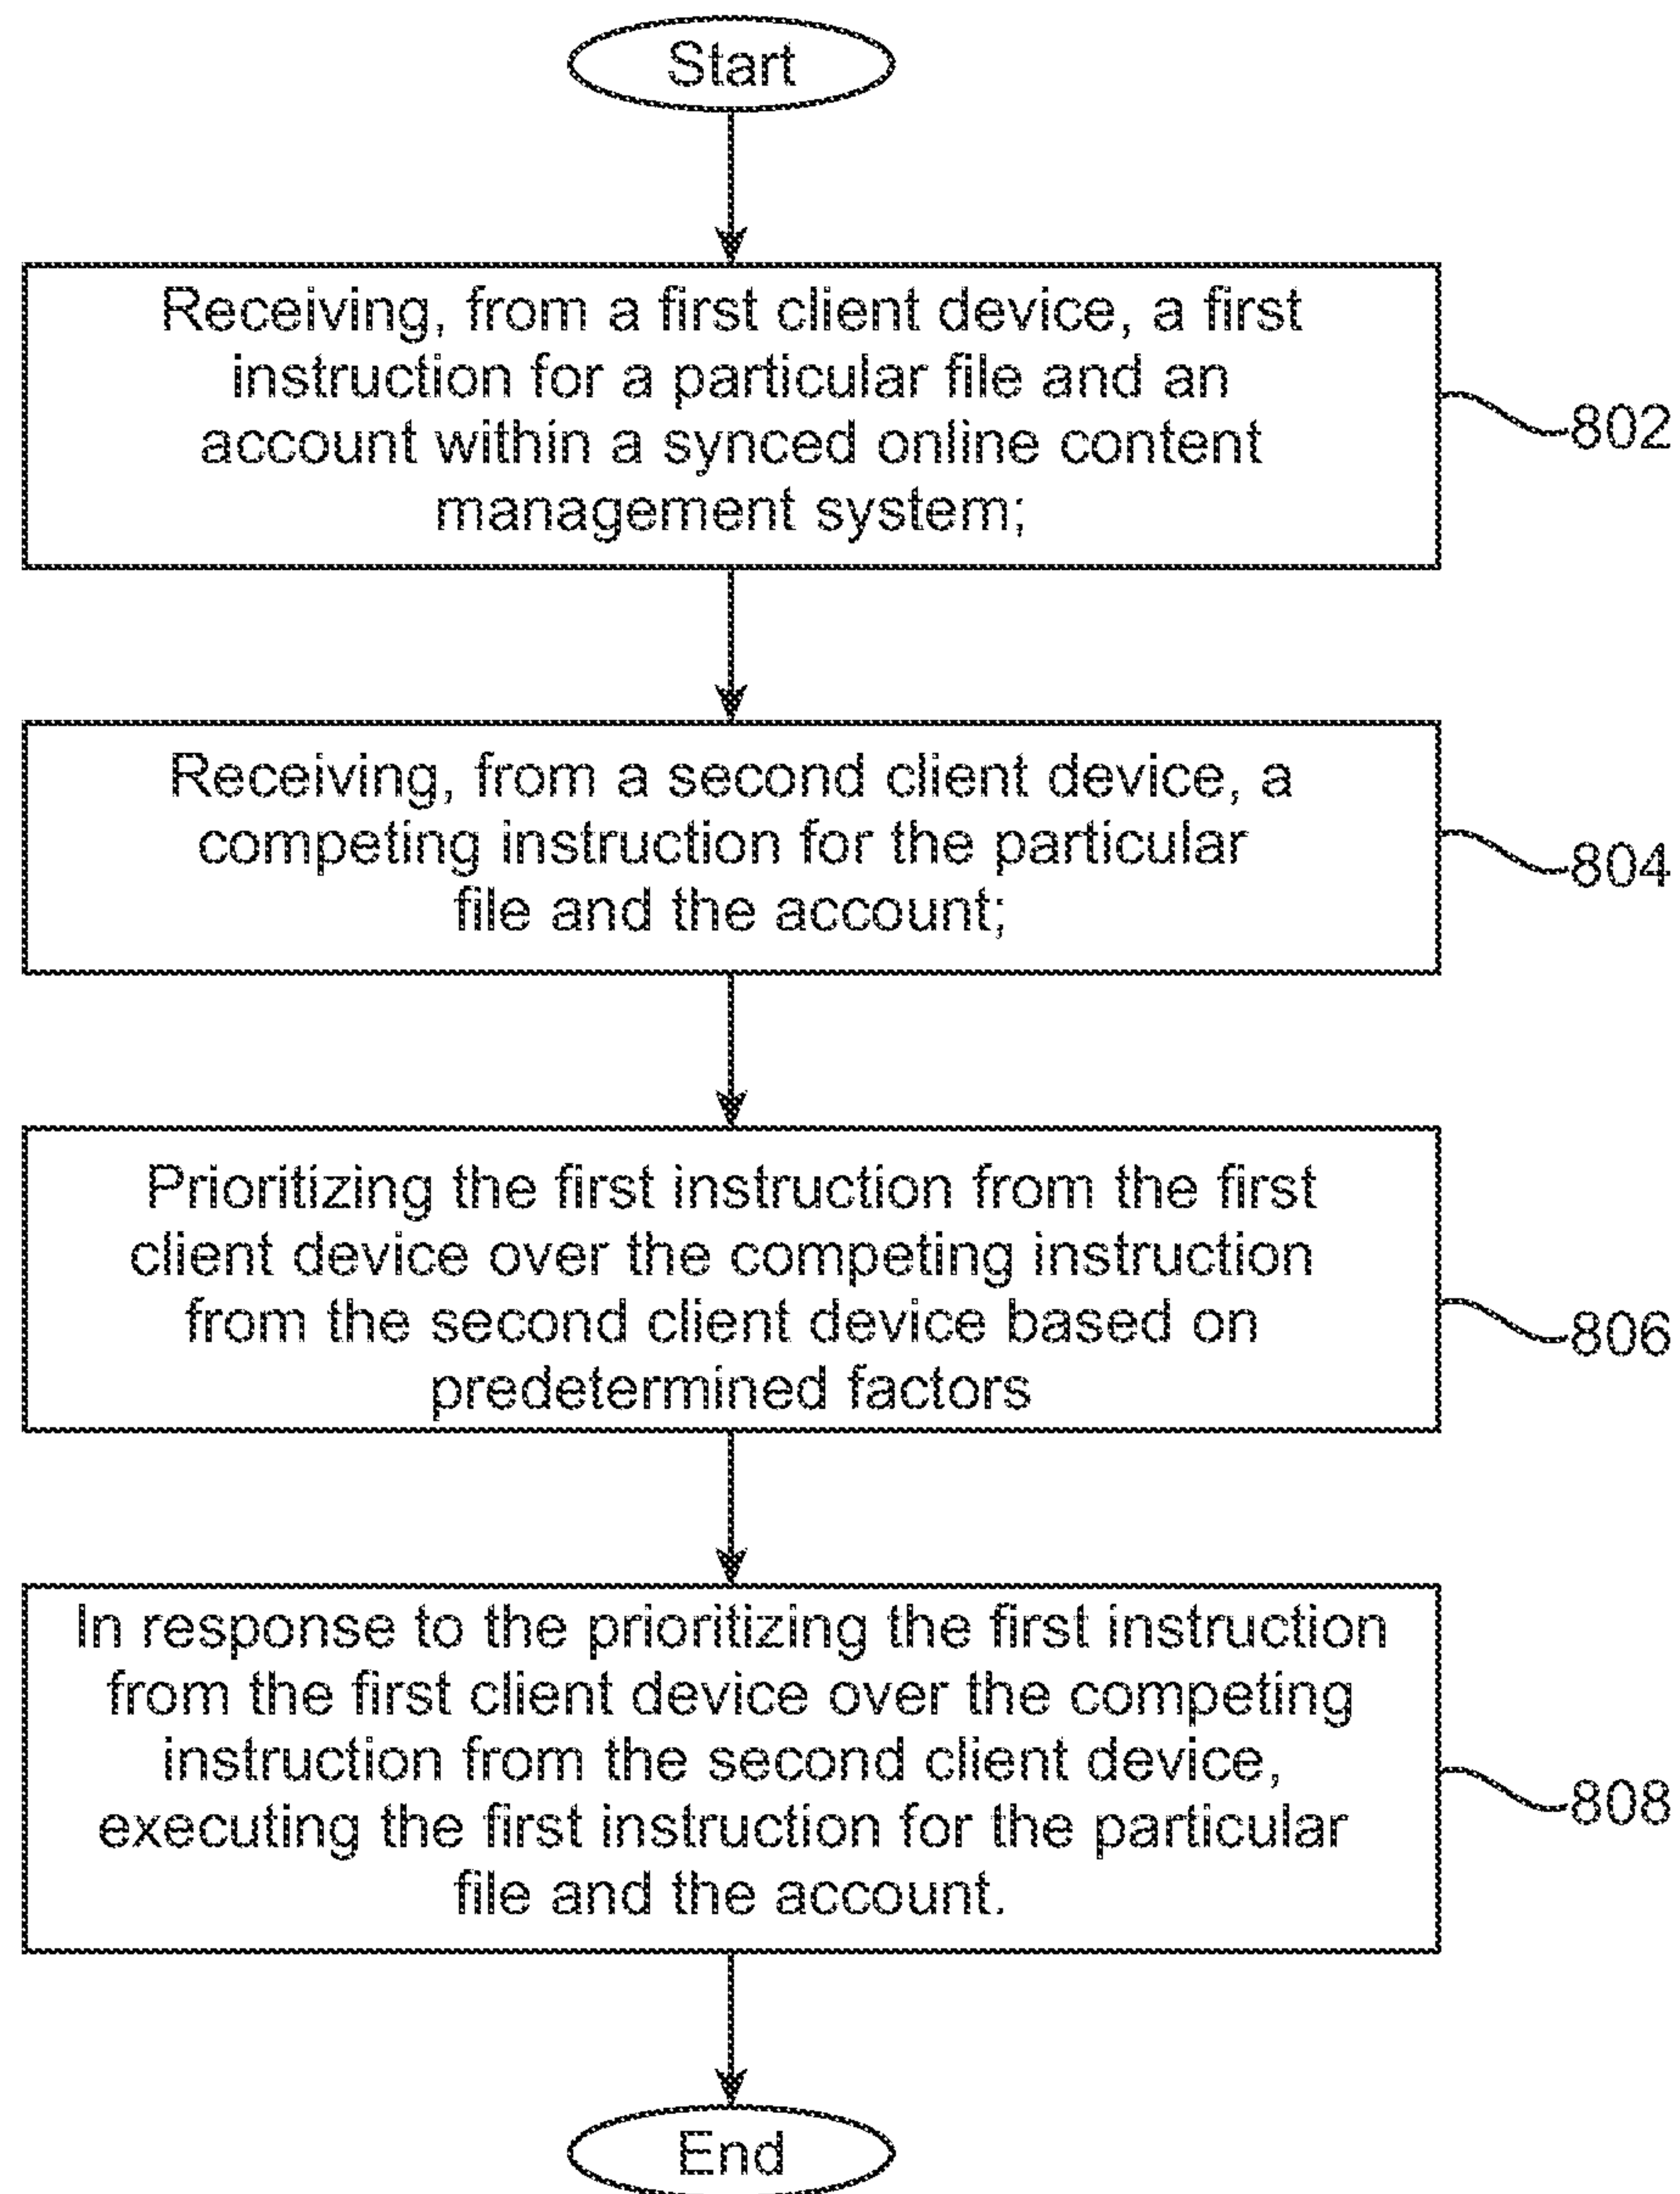 Start
Receiving, from a first client device, a first
instruction for a particular file and an
account within a synced online content
management system;
802
Receiving, from a second client device, a
competing instruction for the particular
file and the account;
804
Prioritizing the first instruction from the first
client device over the competing instruction
from the second client device based on
predetermined factors
806
In response to the prioritizing the first instruction
from the first client device over the competing
instruction from the second client device,
executing the first instruction for the particular
file and the account.
808
End